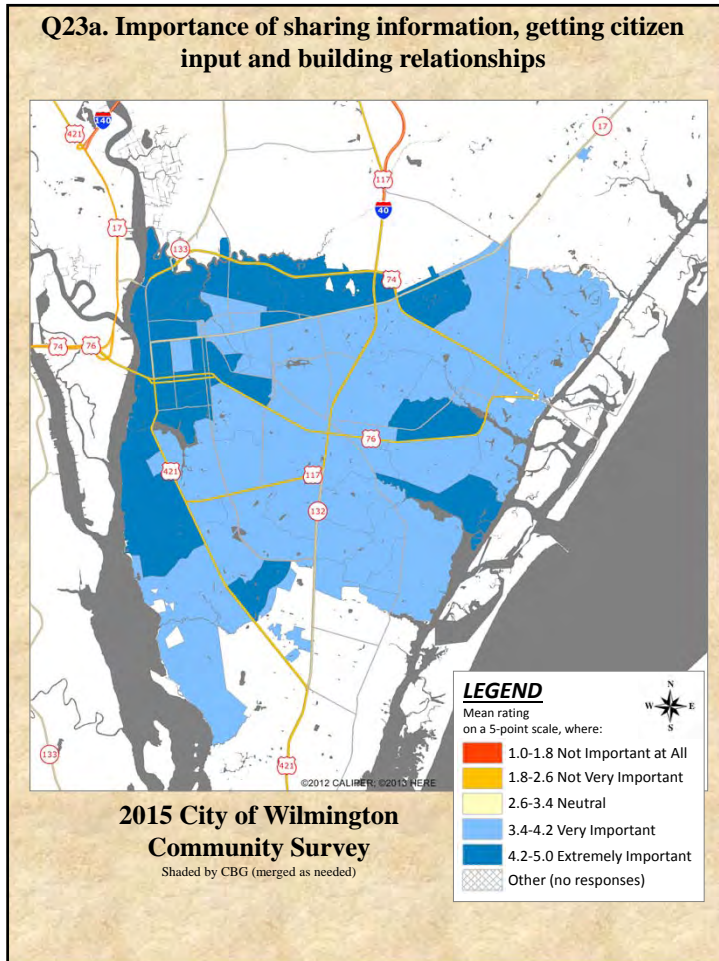 Q23a. Importance of sharing information, getting citizen
input and building relationships
140
421
17
117
17
40
133
74
74
76
76
421
117
132
133
421
©2012 CALIPER; ©2013 HERE
LEGEND
Mean rating
on a 5-point scale, where:
N
W E
S
1.0-1.8 Not Important at All
1.8-2.6 Not Very Important
2.6-3.4 Neutral
3.4-4.2 Very Important
4.2-5.0 Extremely Important
Other (no responses)
2015 City of Wilmington
Community Survey
Shaded by CBG (merged as needed)